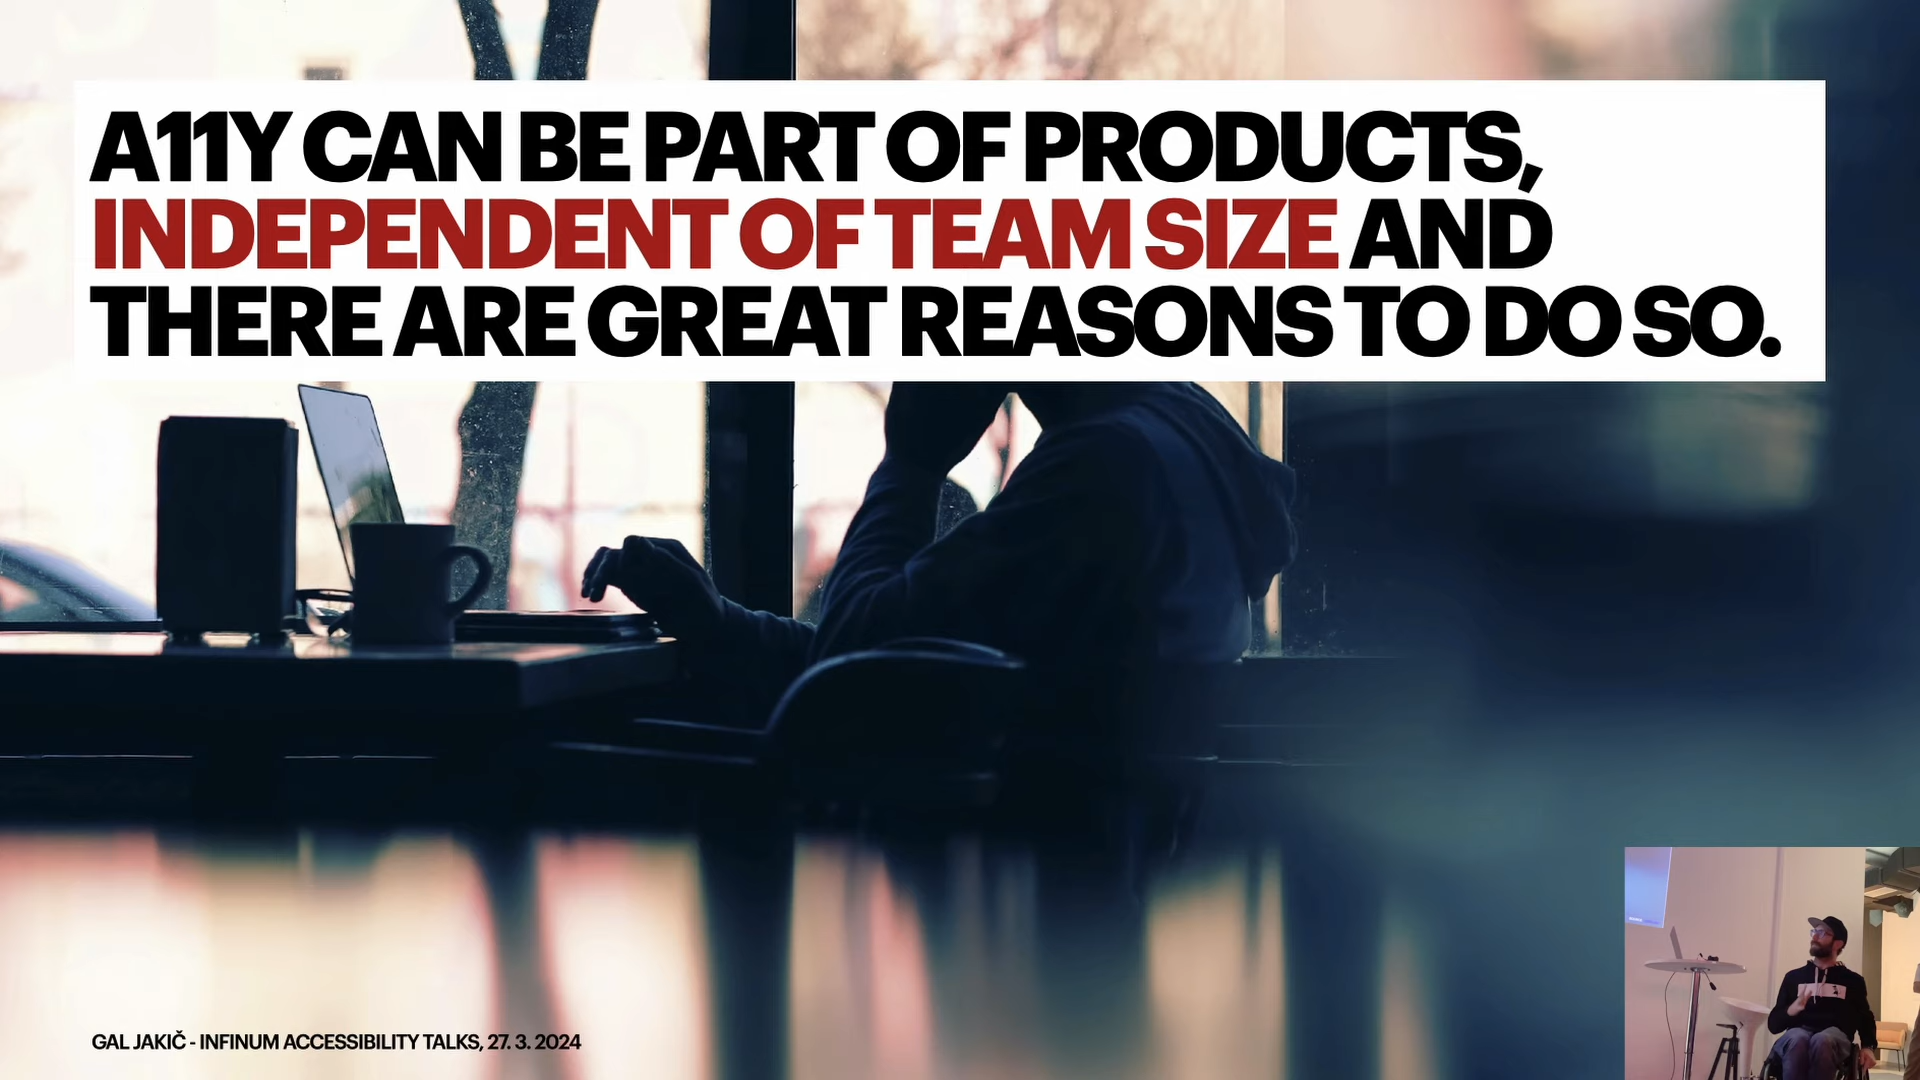 A11Y CAN BE PART OF PRODUCTS,
INDEPENDENT OF TEAM SIZE AND
THERE ARE GREAT REASONS TO DO SO.
GAL JAKIČ - INFINUM ACCESSIBILITY TALKS, 27. 3. 2024